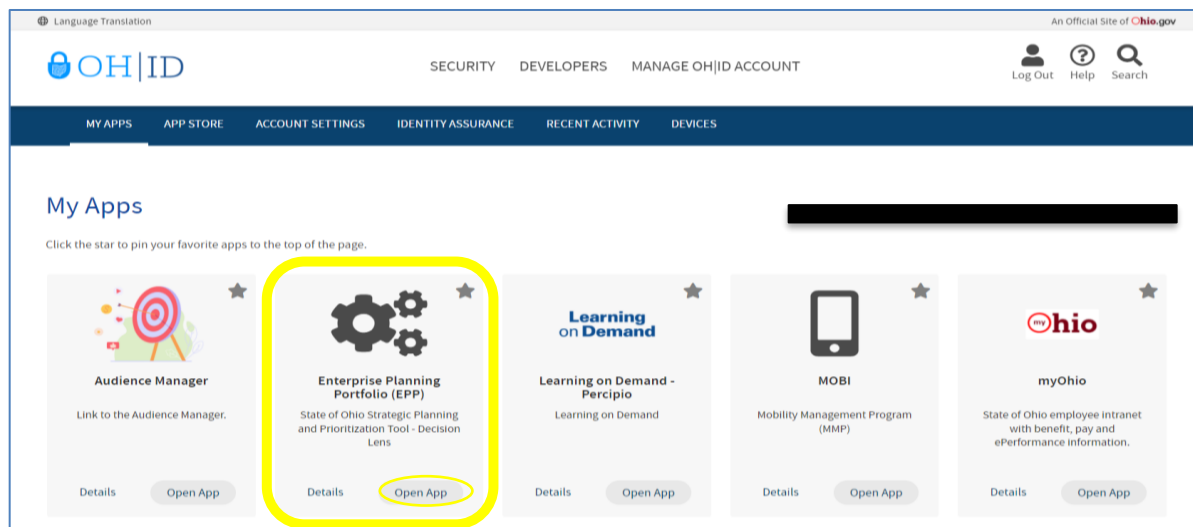 Language Translation
An Official Site of Ohio.gov
OH|ID
SECURITY DEVELOPERS MANAGE OH|ID ACCOUNT
Log Out Help Search
MY APPS APP STORE ACCOUNT SETTINGS IDENTITY ASSURANCE RECENT ACTIVITY DEVICES
My Apps
Click the star to pin your favorite apps to the top of the page.
Audience Manager
Link to the Audience Manager.
Details Open App
Enterprise Planning
Portfolio (EPP)
State of Ohio Strategic Planning
and Prioritization Tool - Decision
Lens
Details Open App
Learning
on Demand
Learning on Demand -
Percipio
Learning on Demand
Details Open App
MOBI
Mobility Management Program
(MMP)
Details Open App
my Ohio
myOhio
State of Ohio employee intranet
with benefit, pay and
ePerformance information.
Details Open App